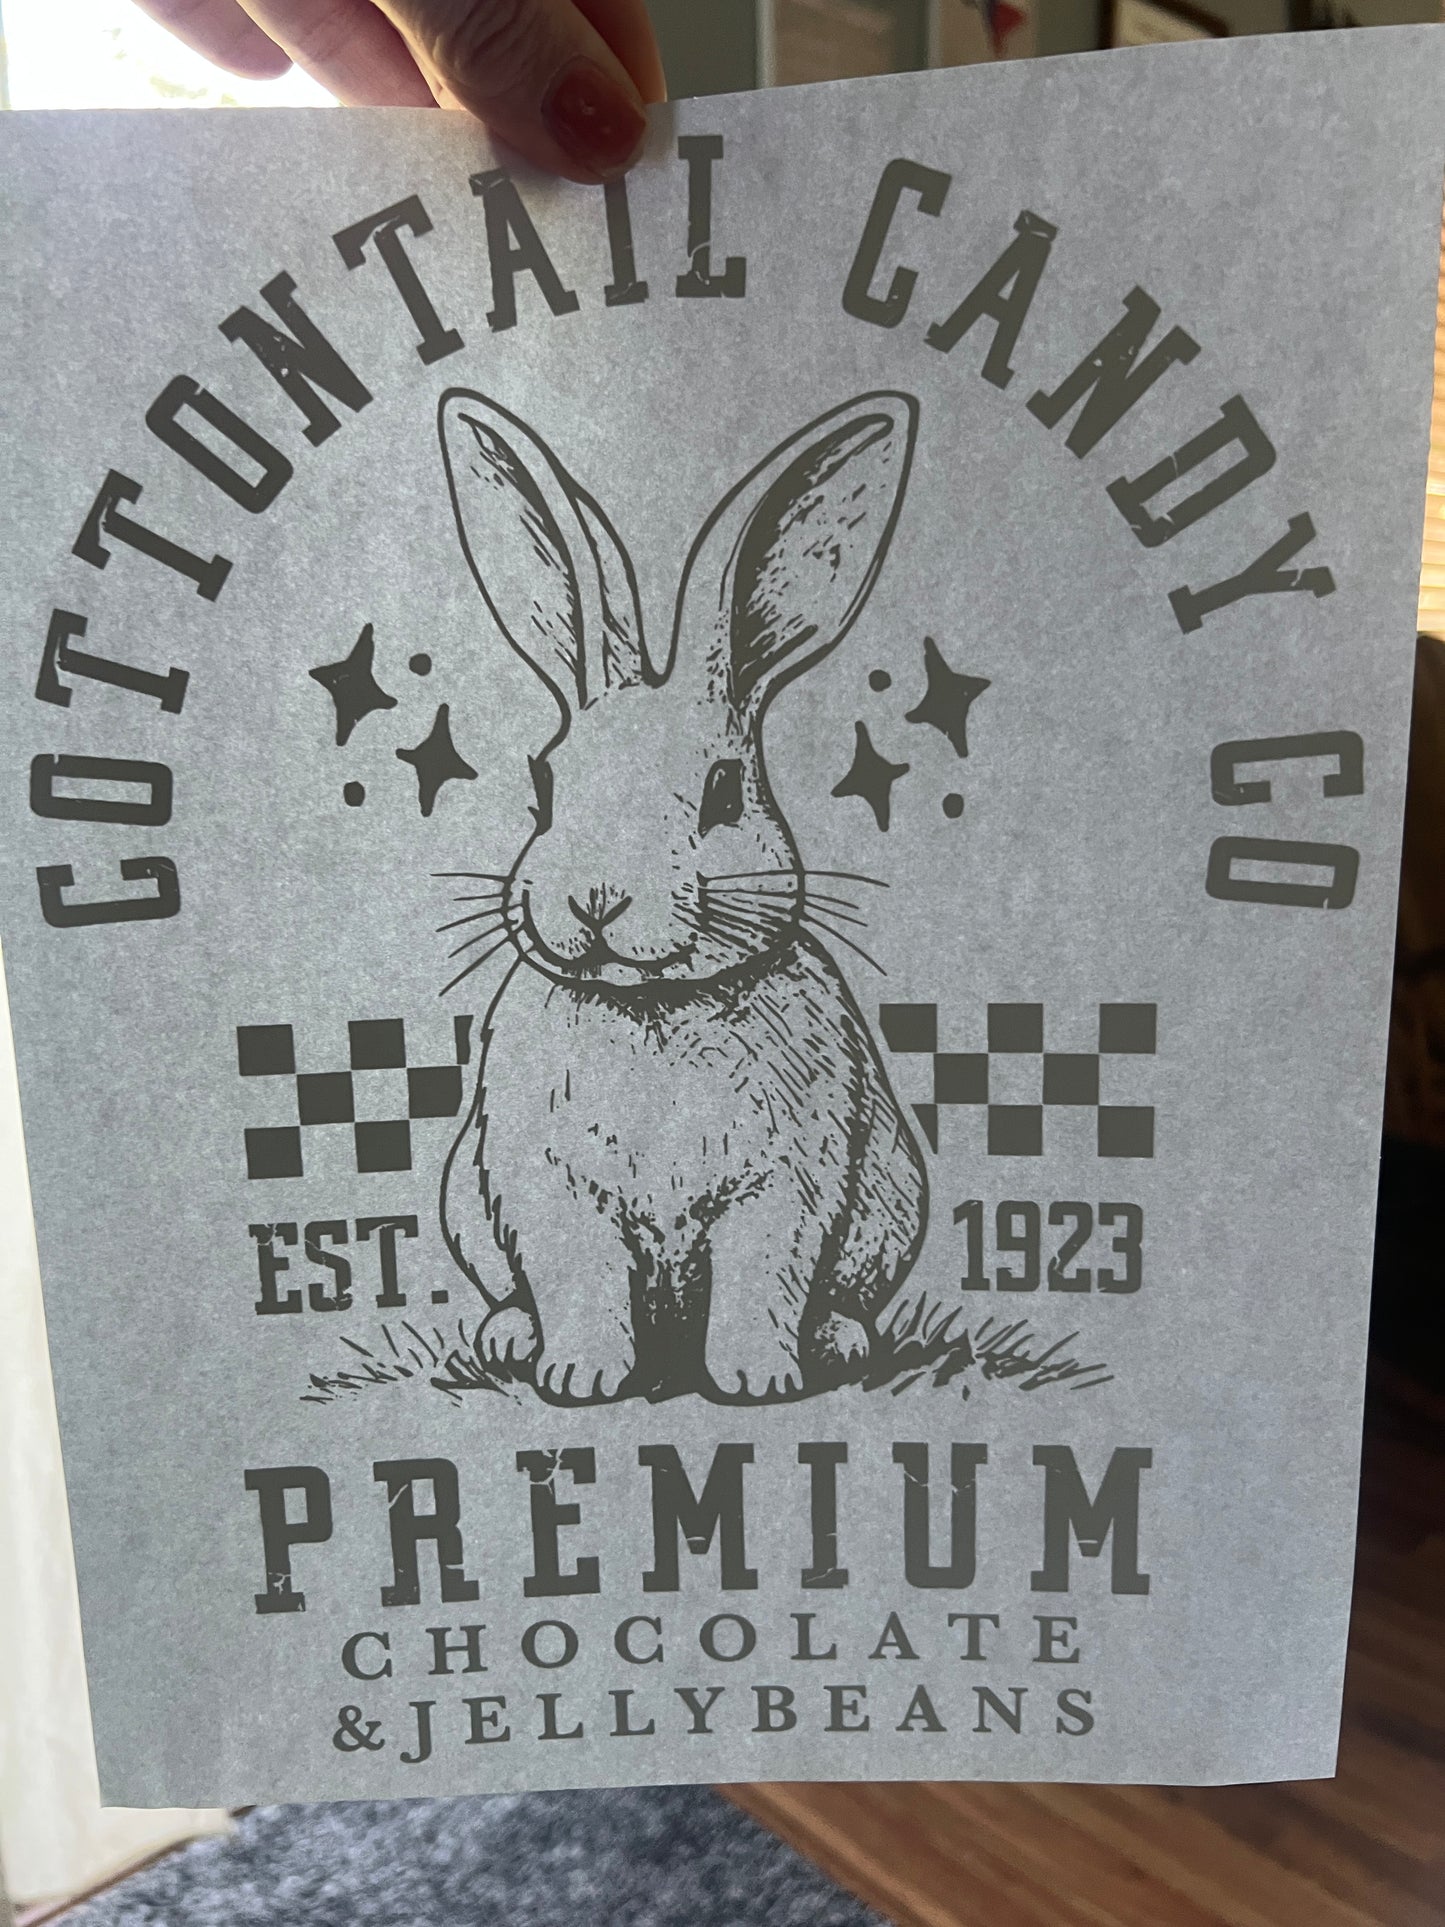 COTTONTAIL CANDY CO
EST. 1923
PREMIUM
CHOCOLATE
& JELLYBEANS